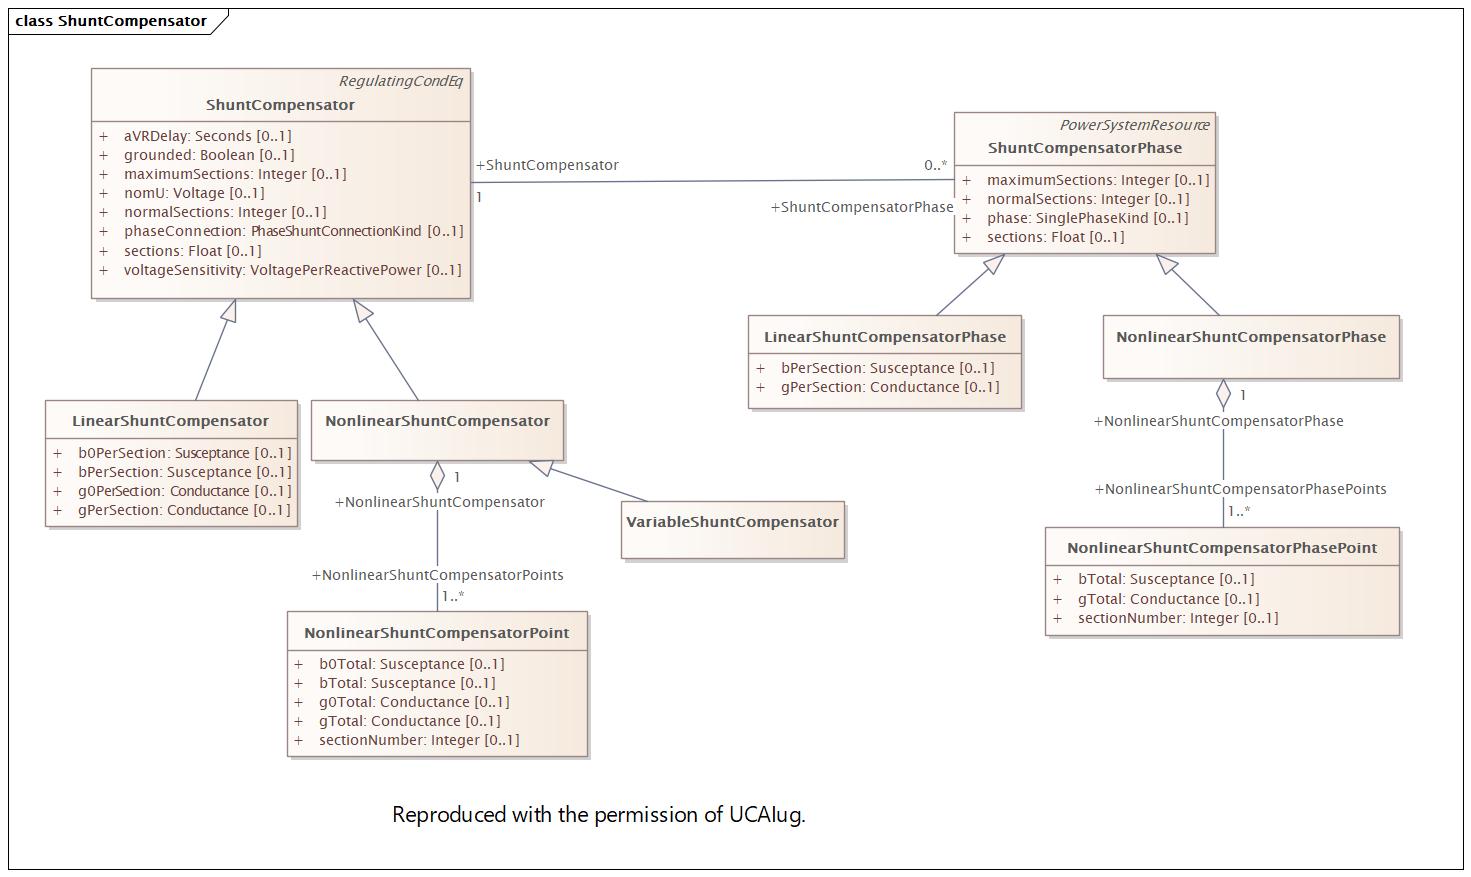 class ShuntCompensator
RegulatingCondEq
ShuntCompensator
+ aVRDelay: Seconds [0..1]
+ grounded: Boolean [0..1]
+ maximumSections: Integer [0..1]
+ nomU: Voltage [0..1]
+ normalSections: Integer [0..1]
+ phaseConnection: PhaseShuntConnectionKind [0..1]
+ sections: Float [0..1]
+ voltageSensitivity: VoltagePerReactivePower [0..1]
+ShuntCompensator
1
0..*
+ShuntCompensatorPhase
PowerSystemResource
ShuntCompensatorPhase
+ maximumSections: Integer [0..1]
+ normalSections: Integer [0..1]
+ phase: SinglePhaseKind [0..1]
+ sections: Float [0..1]
LinearShuntCompensatorPhase
+ bPerSection: Susceptance [0..1]
+ gPerSection: Conductance [0..1]
NonlinearShuntCompensatorPhase
1
+NonlinearShuntCompensatorPhase
+NonlinearShuntCompensatorPhasePoints
1..*
NonlinearShuntCompensatorPhasePoint
+ bTotal: Susceptance [0..1]
+ gTotal: Conductance [0..1]
+ sectionNumber: Integer [0..1]
LinearShuntCompensator
+ b0PerSection: Susceptance [0..1]
+ bPerSection: Susceptance [0..1]
+ g0PerSection: Conductance [0..1]
+ gPerSection: Conductance [0..1]
NonlinearShuntCompensator
1
+NonlinearShuntCompensator
+NonlinearShuntCompensatorPoints
1..*
VariableShuntCompensator
NonlinearShuntCompensatorPoint
+ b0Total: Susceptance [0..1]
+ bTotal: Susceptance [0..1]
+ g0Total: Conductance [0..1]
+ gTotal: Conductance [0..1]
+ sectionNumber: Integer [0..1]
Reproduced with the permission of UCAIug.